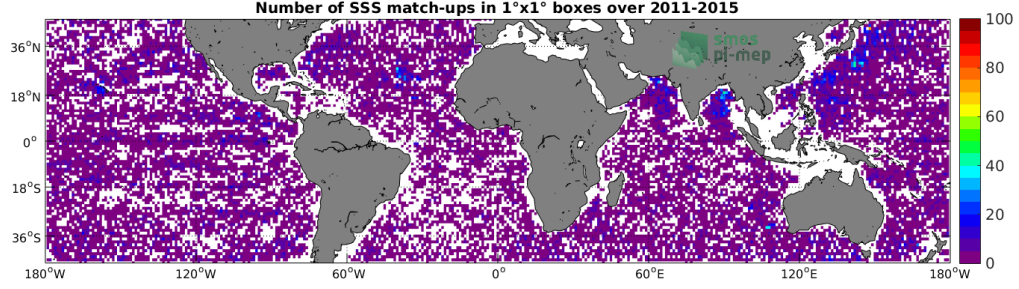 Number of SSS match-ups in 1°x1° boxes over 2011-2015
smos
pi-mep
36°N
18°N
0°
18°S
36°S
180°W
120°W
60°W
0°
60°E
120°E
180°W
100
80
60
40
20
0